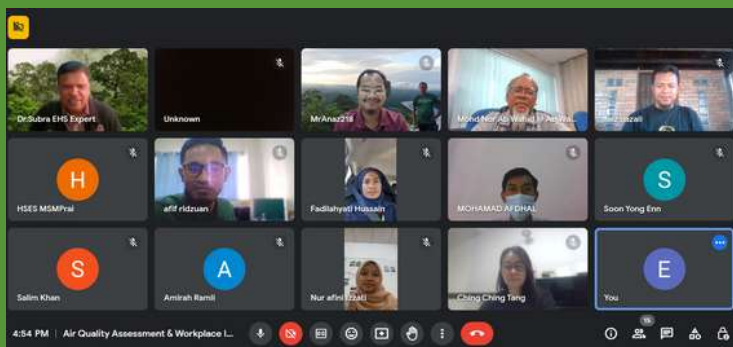 Dr.Subra EHS Expert
Unknown
MrAnaz218
Mohd Nor Ab Wahid
H
HSES MSMPrai
afif ridzuan
Fadilahyati Hussain
MOHAMAD AFDHAL
S
Soon Yong Enn
S
Salim Khan
A
Amirah Ramli
Nur afini Izzati
Ching Ching Tang
E
You
4:54 PM | Air Quality Assessment & Workplace I...
15